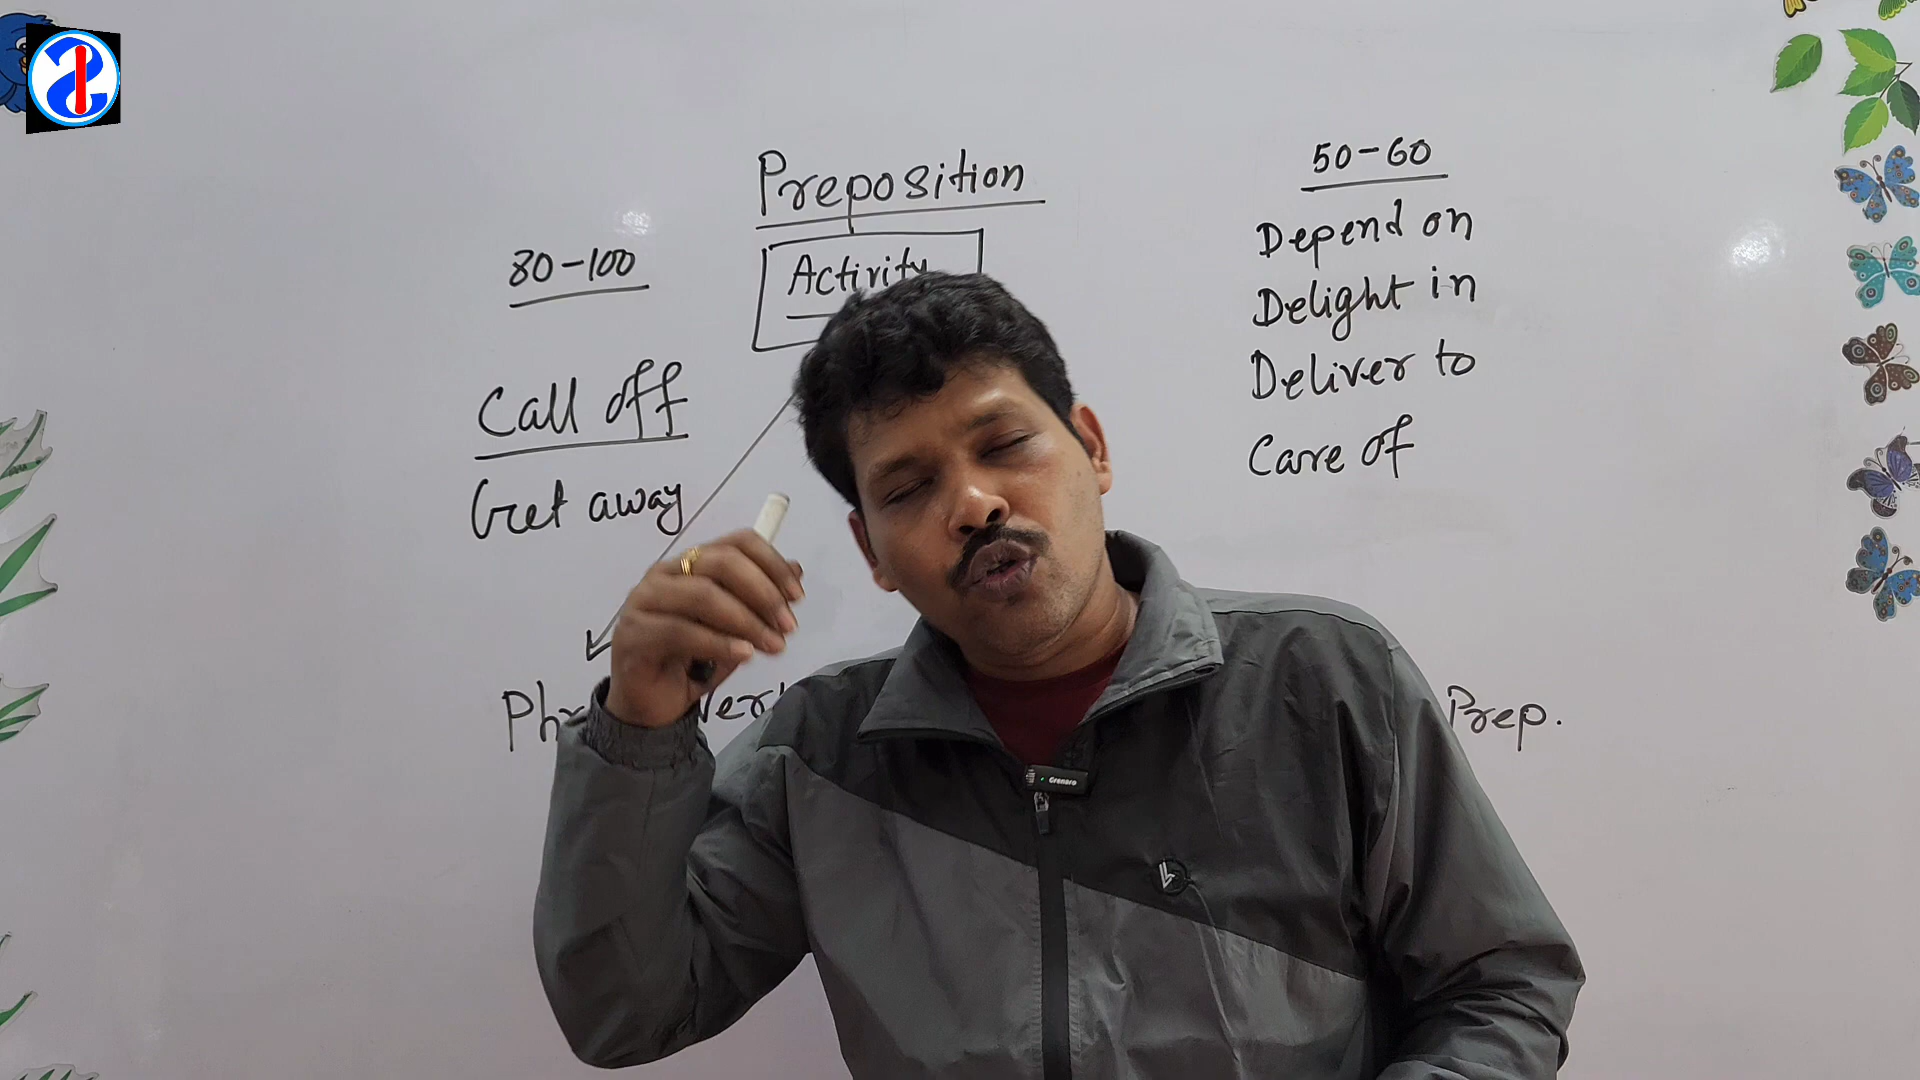 Preposition
Activity
80-100
Call off
Get away
50-60
Depend on
Delight in
Deliver to
Care of
Prep.
Grenaro